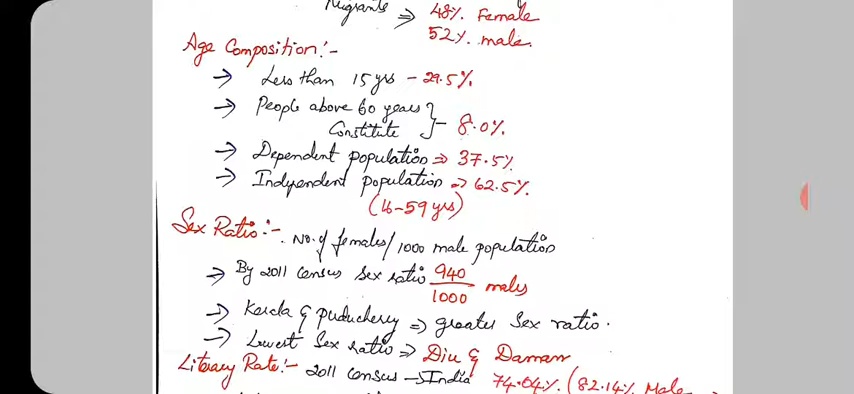 Migrants ⇒ 48% Female
52% male.
Age Composition:-
→ Less than 15 yrs - 29.5%
→ People above 60 years
Constitute } - 8.0%
→ Dependent population ⇒ 37.5%
→ Indpendent population ⇒ 62.5%
(16-59 yrs)
Sex Ratio:- No. of females/1000 male population
→ By 2011 census sex ratio 940/1000 males
→ Kerela & puducherry ⇒ greater Sex ratio.
→ Lowest Sex ratio ⇒ Diu & Daman
Literacy Rate:- 2011 census → India 74.04% (82.14% Male